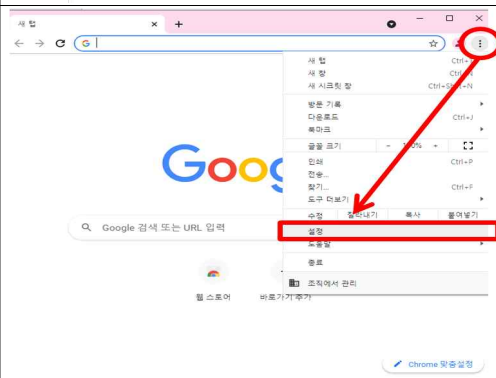 새 탭
G
새 탭
새 창
새 시크릿 창
방문 기록
다운로드 Ctrl+J
북마크
글꼴 크기 - +
인쇄 Ctrl+P
전송...
찾기... Ctrl+F
도구 더보기
수정 잘라내기 복사 붙여넣기
설정
도움말
종료
조직에서 관리
Goo
Google 검색 또는 URL 입력
웹 스토어 바로가기 추가
Chrome 맞춤설정